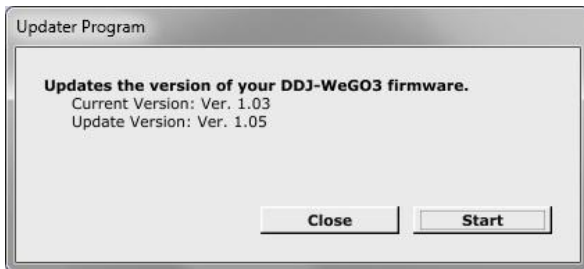 Updater Program
Updates the version of your DDJ-WeGO3 firmware.
Current Version: Ver. 1.03
Update Version: Ver. 1.05
Close Start